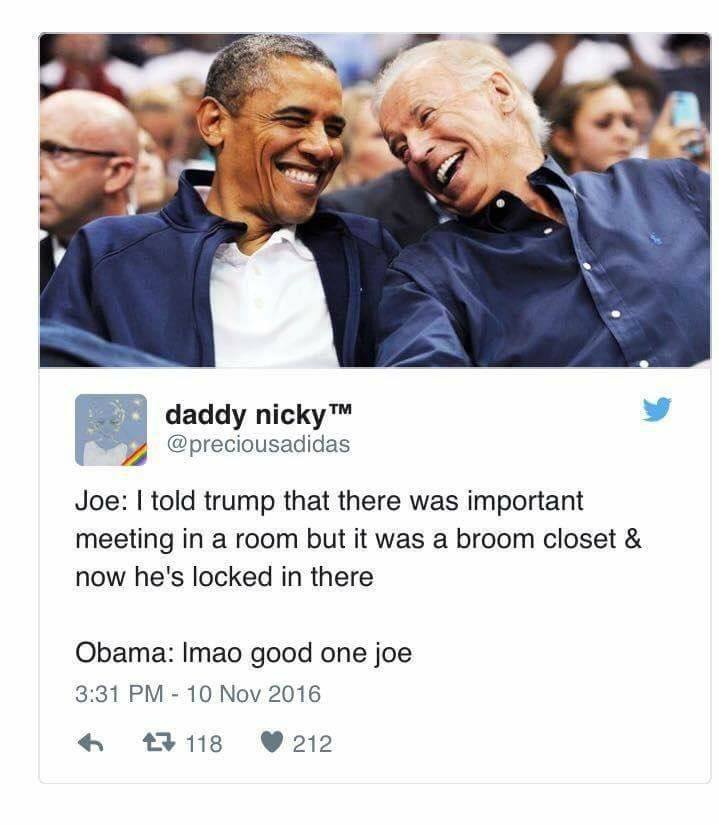 daddy nicky™
@preciousadidas
Joe: I told trump that there was important
meeting in a room but it was a broom closet &
now he's locked in there
Obama: lmao good one joe
3:31 PM - 10 Nov 2016
118 212